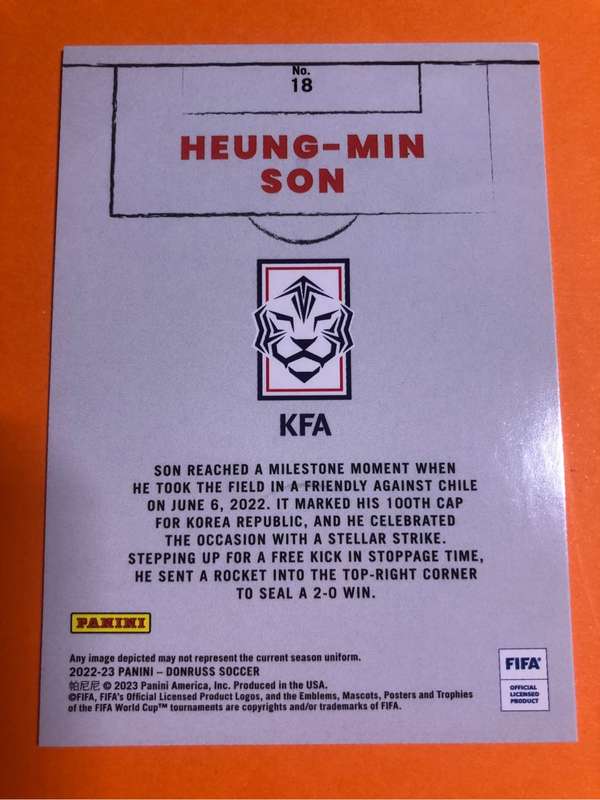 No.
18
HEUNG-MIN
SON
KFA
SON REACHED A MILESTONE MOMENT WHEN
HE TOOK THE FIELD IN A FRIENDLY AGAINST CHILE
ON JUNE 6, 2022. IT MARKED HIS 100TH CAP
FOR KOREA REPUBLIC, AND HE CELEBRATED
THE OCCASION WITH A STELLAR STRIKE.
STEPPING UP FOR A FREE KICK IN STOPPAGE TIME,
HE SENT A ROCKET INTO THE TOP-RIGHT CORNER
TO SEAL A 2-0 WIN.
PANINI
Any image depicted may not represent the current season uniform.
2022-23 PANINI – DONRUSS SOCCER
帕尼尼 © 2023 Panini America, Inc. Produced in the USA.
©FIFA, FIFA's Official Licensed Product Logos, and the Emblems, Mascots, Posters and Trophies
of the FIFA World Cup™ tournaments are copyrights and/or trademarks of FIFA.
FIFA®
OFFICIAL
LICENSED
PRODUCT